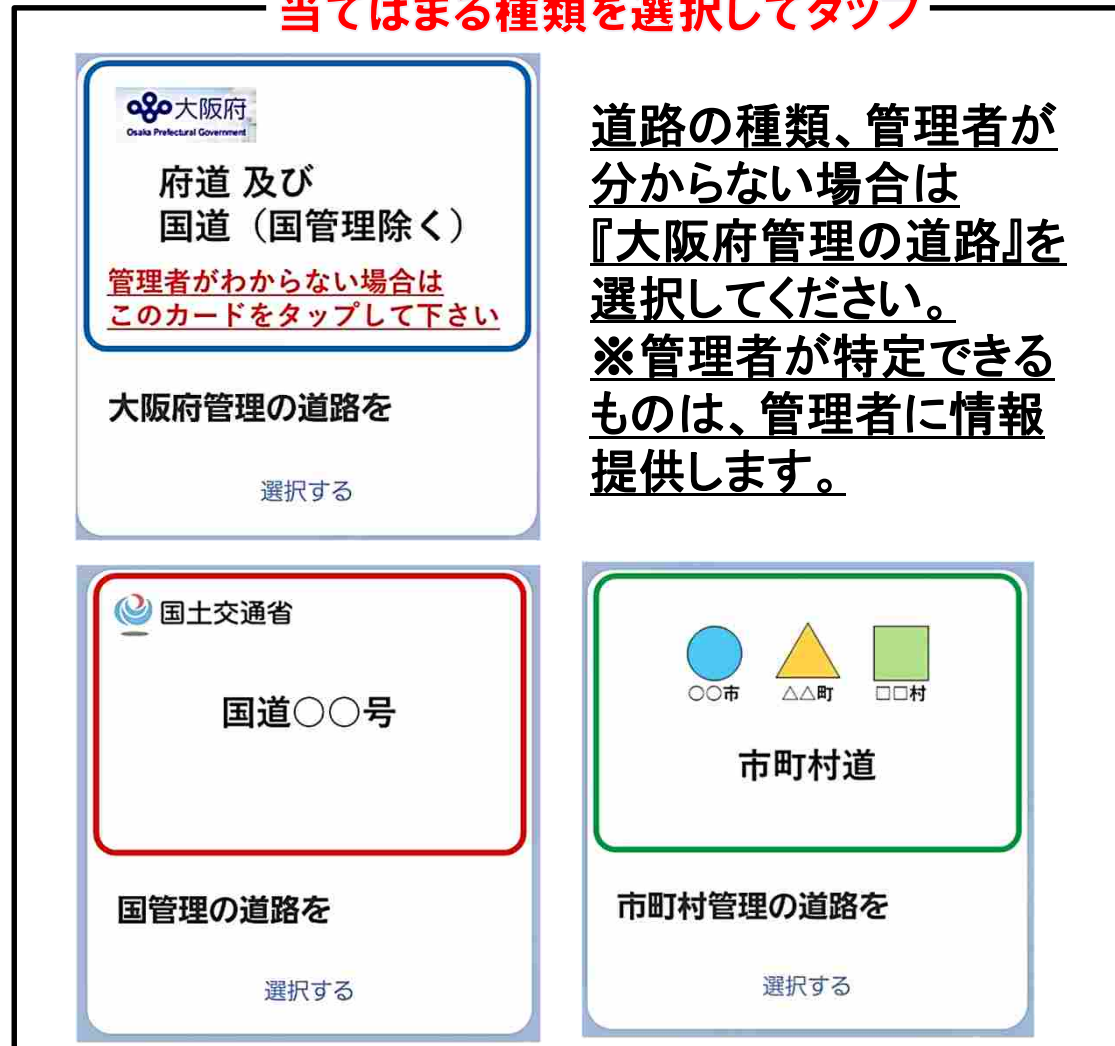 当てはまる種類を選択してタップ
大阪府
Osaka Prefectural Government
府道 及び
国道（国管理除く）
管理者がわからない場合は
このカードをタップして下さい
大阪府管理の道路を
選択する
道路の種類、管理者が
分からない場合は
『大阪府管理の道路』を
選択してください。
※管理者が特定できる
ものは、管理者に情報
提供します。
国土交通省
国道○○号
国管理の道路を
選択する
○○市
△△町
□□村
市町村道
市町村管理の道路を
選択する